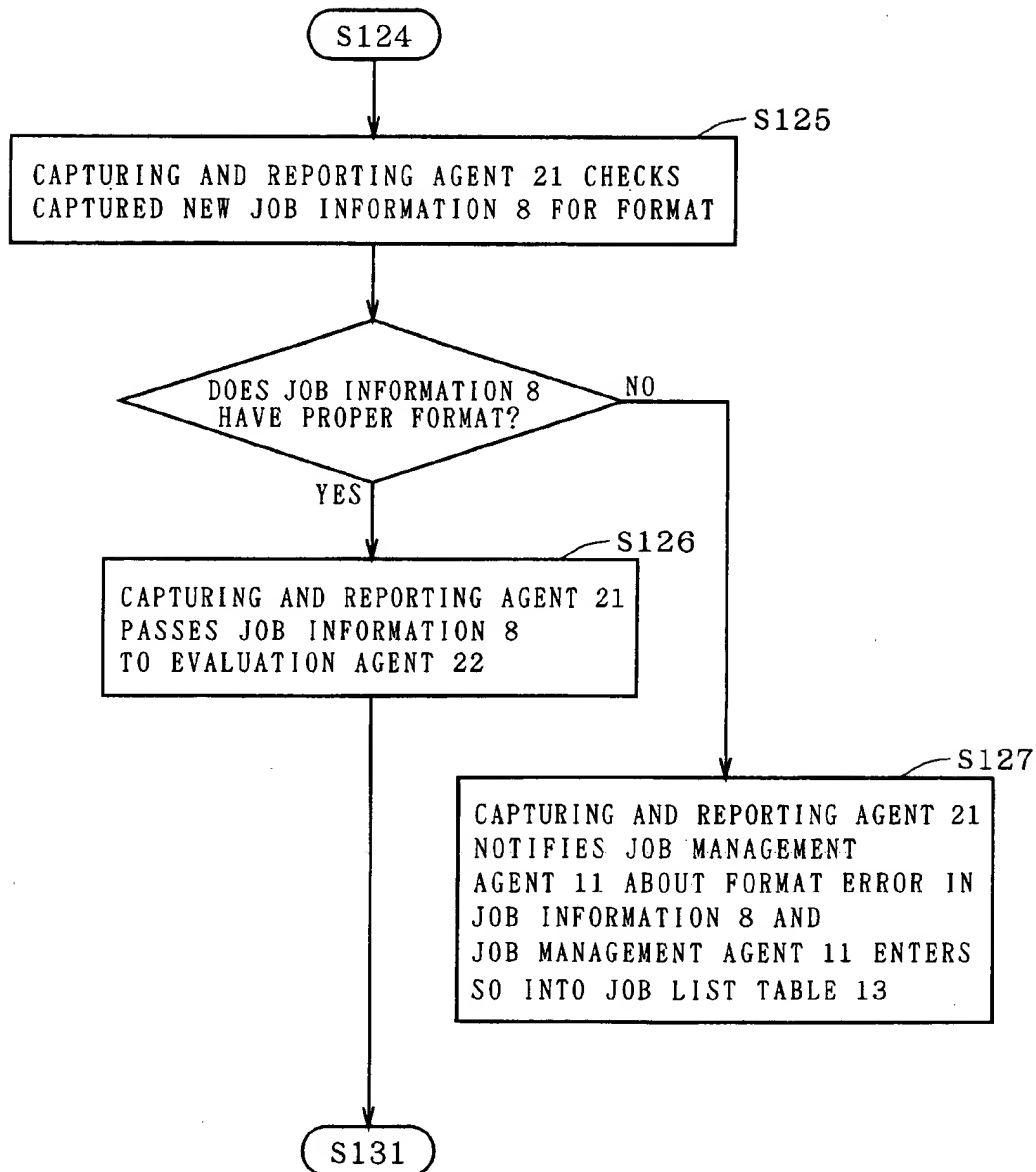 S124
S125
CAPTURING AND REPORTING AGENT 21 CHECKS
CAPTURED NEW JOB INFORMATION 8 FOR FORMAT
DOES JOB INFORMATION 8
HAVE PROPER FORMAT?
NO
YES
S126
CAPTURING AND REPORTING AGENT 21
PASSES JOB INFORMATION 8
TO EVALUATION AGENT 22
S127
CAPTURING AND REPORTING AGENT 21
NOTIFIES JOB MANAGEMENT
AGENT 11 ABOUT FORMAT ERROR IN
JOB INFORMATION 8 AND
JOB MANAGEMENT AGENT 11 ENTERS
SO INTO JOB LIST TABLE 13
S131